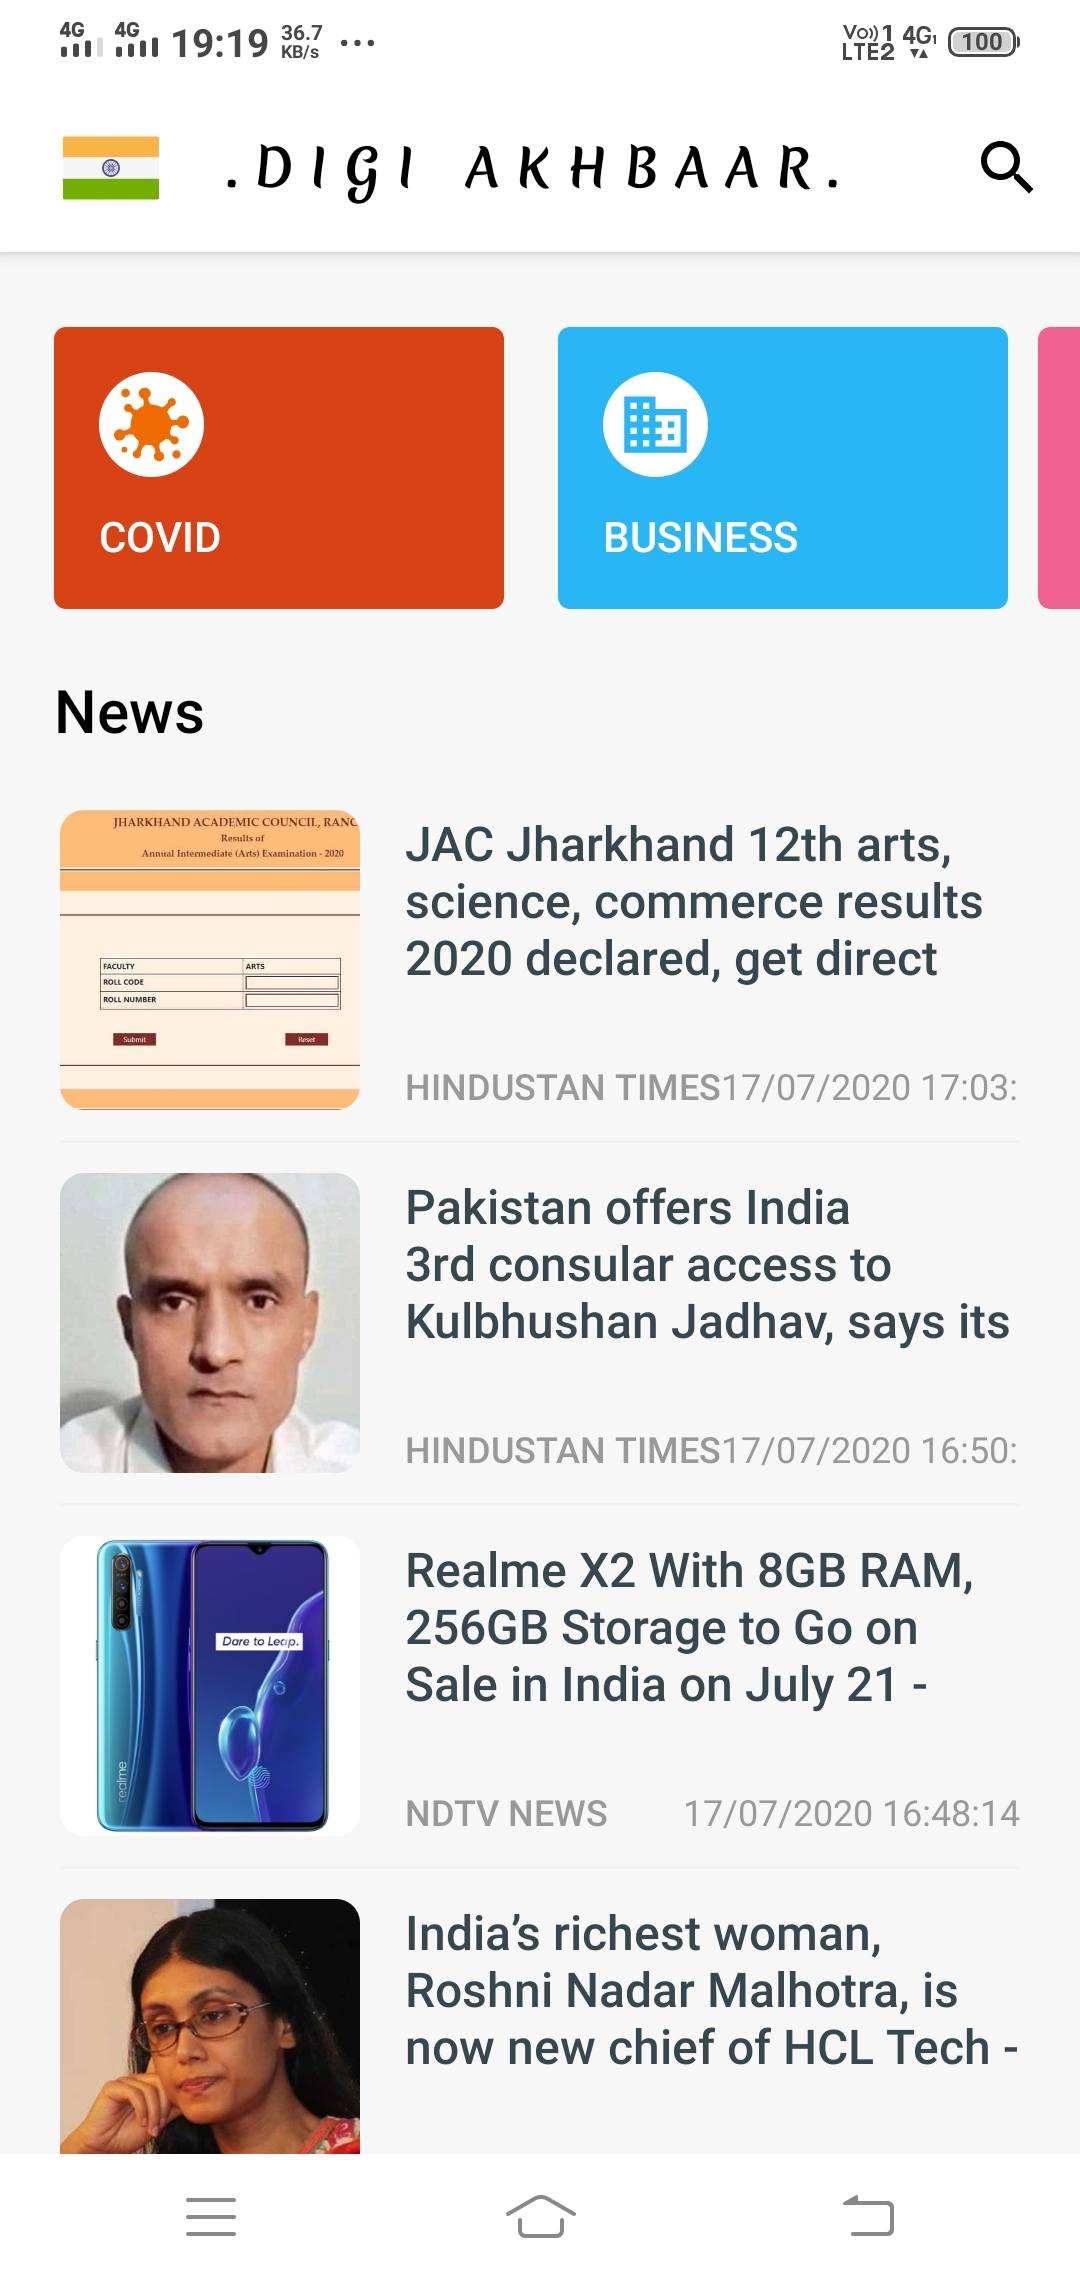 4G 4G 19:19 36.7 KB/s ... Vo)) 1 LTE2 4G1 100
.DIGI AKHBAAR.
COVID
BUSINESS
News
JHARKHAND ACADEMIC COUNCIL, RANC
Results of
Annual Intermediate (Arts) Examination - 2020
FACULTY ARTS
ROLL CODE
ROLL NUMBER
Submit Reset
JAC Jharkhand 12th arts,
science, commerce results
2020 declared, get direct
HINDUSTAN TIMES 17/07/2020 17:03:
Pakistan offers India
3rd consular access to
Kulbhushan Jadhav, says its
HINDUSTAN TIMES 17/07/2020 16:50:
realme
Dare to Leap.
Realme X2 With 8GB RAM,
256GB Storage to Go on
Sale in India on July 21 -
NDTV NEWS 17/07/2020 16:48:14
India’s richest woman,
Roshni Nadar Malhotra, is
now new chief of HCL Tech -